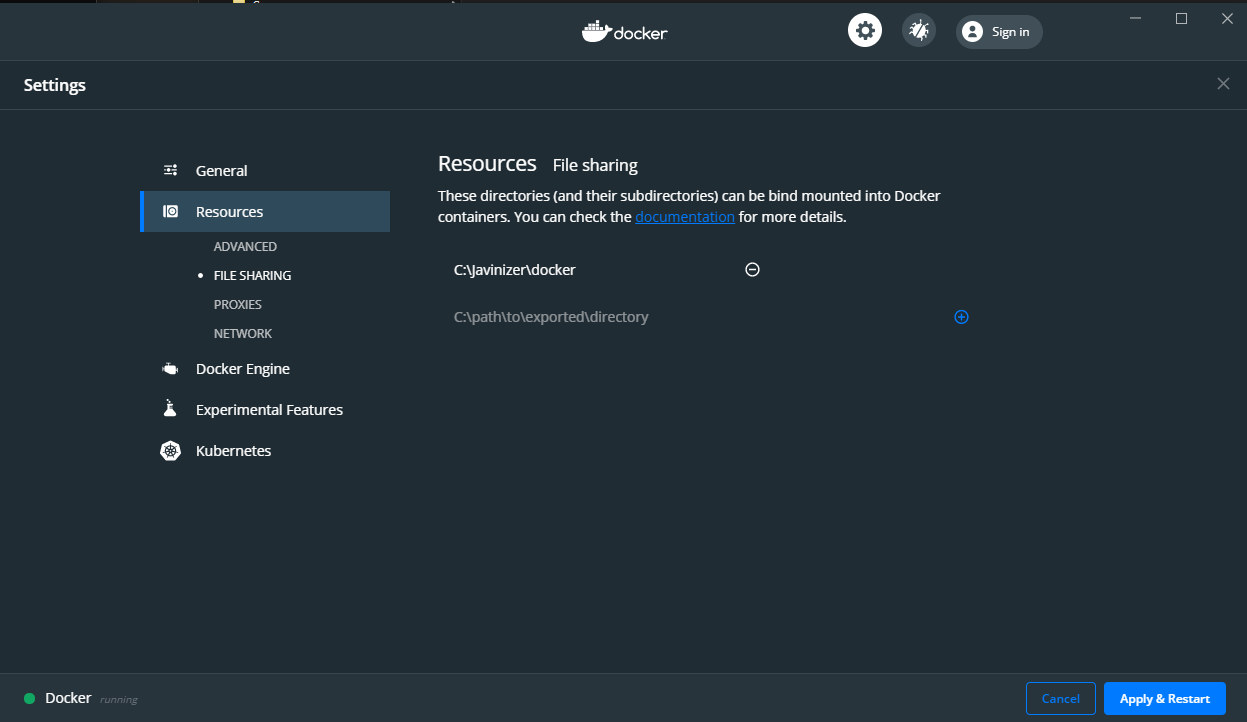 docker
Sign in
Settings
General
Resources
ADVANCED
FILE SHARING
PROXIES
NETWORK
Docker Engine
Experimental Features
Kubernetes
Resources File sharing
These directories (and their subdirectories) can be bind mounted into Docker
containers. You can check the documentation for more details.
C:\Javinizer\docker
C:\path\to\exported\directory
Docker running
Cancel
Apply & Restart